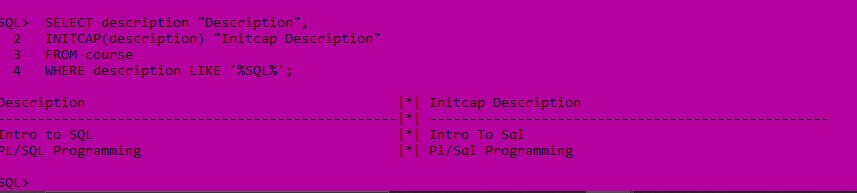 SQL>  SELECT description "Description",
  2   INITCAP(description) "Initcap Description"
  3   FROM course
  4   WHERE description LIKE '%SQL%';
Description                                       |*| Initcap Description
--------------------------------------------------|*| --------------------------------------------------
Intro to SQL                                      |*| Intro To Sql
PL/SQL Programming                                |*| Pl/Sql Programming
SQL>